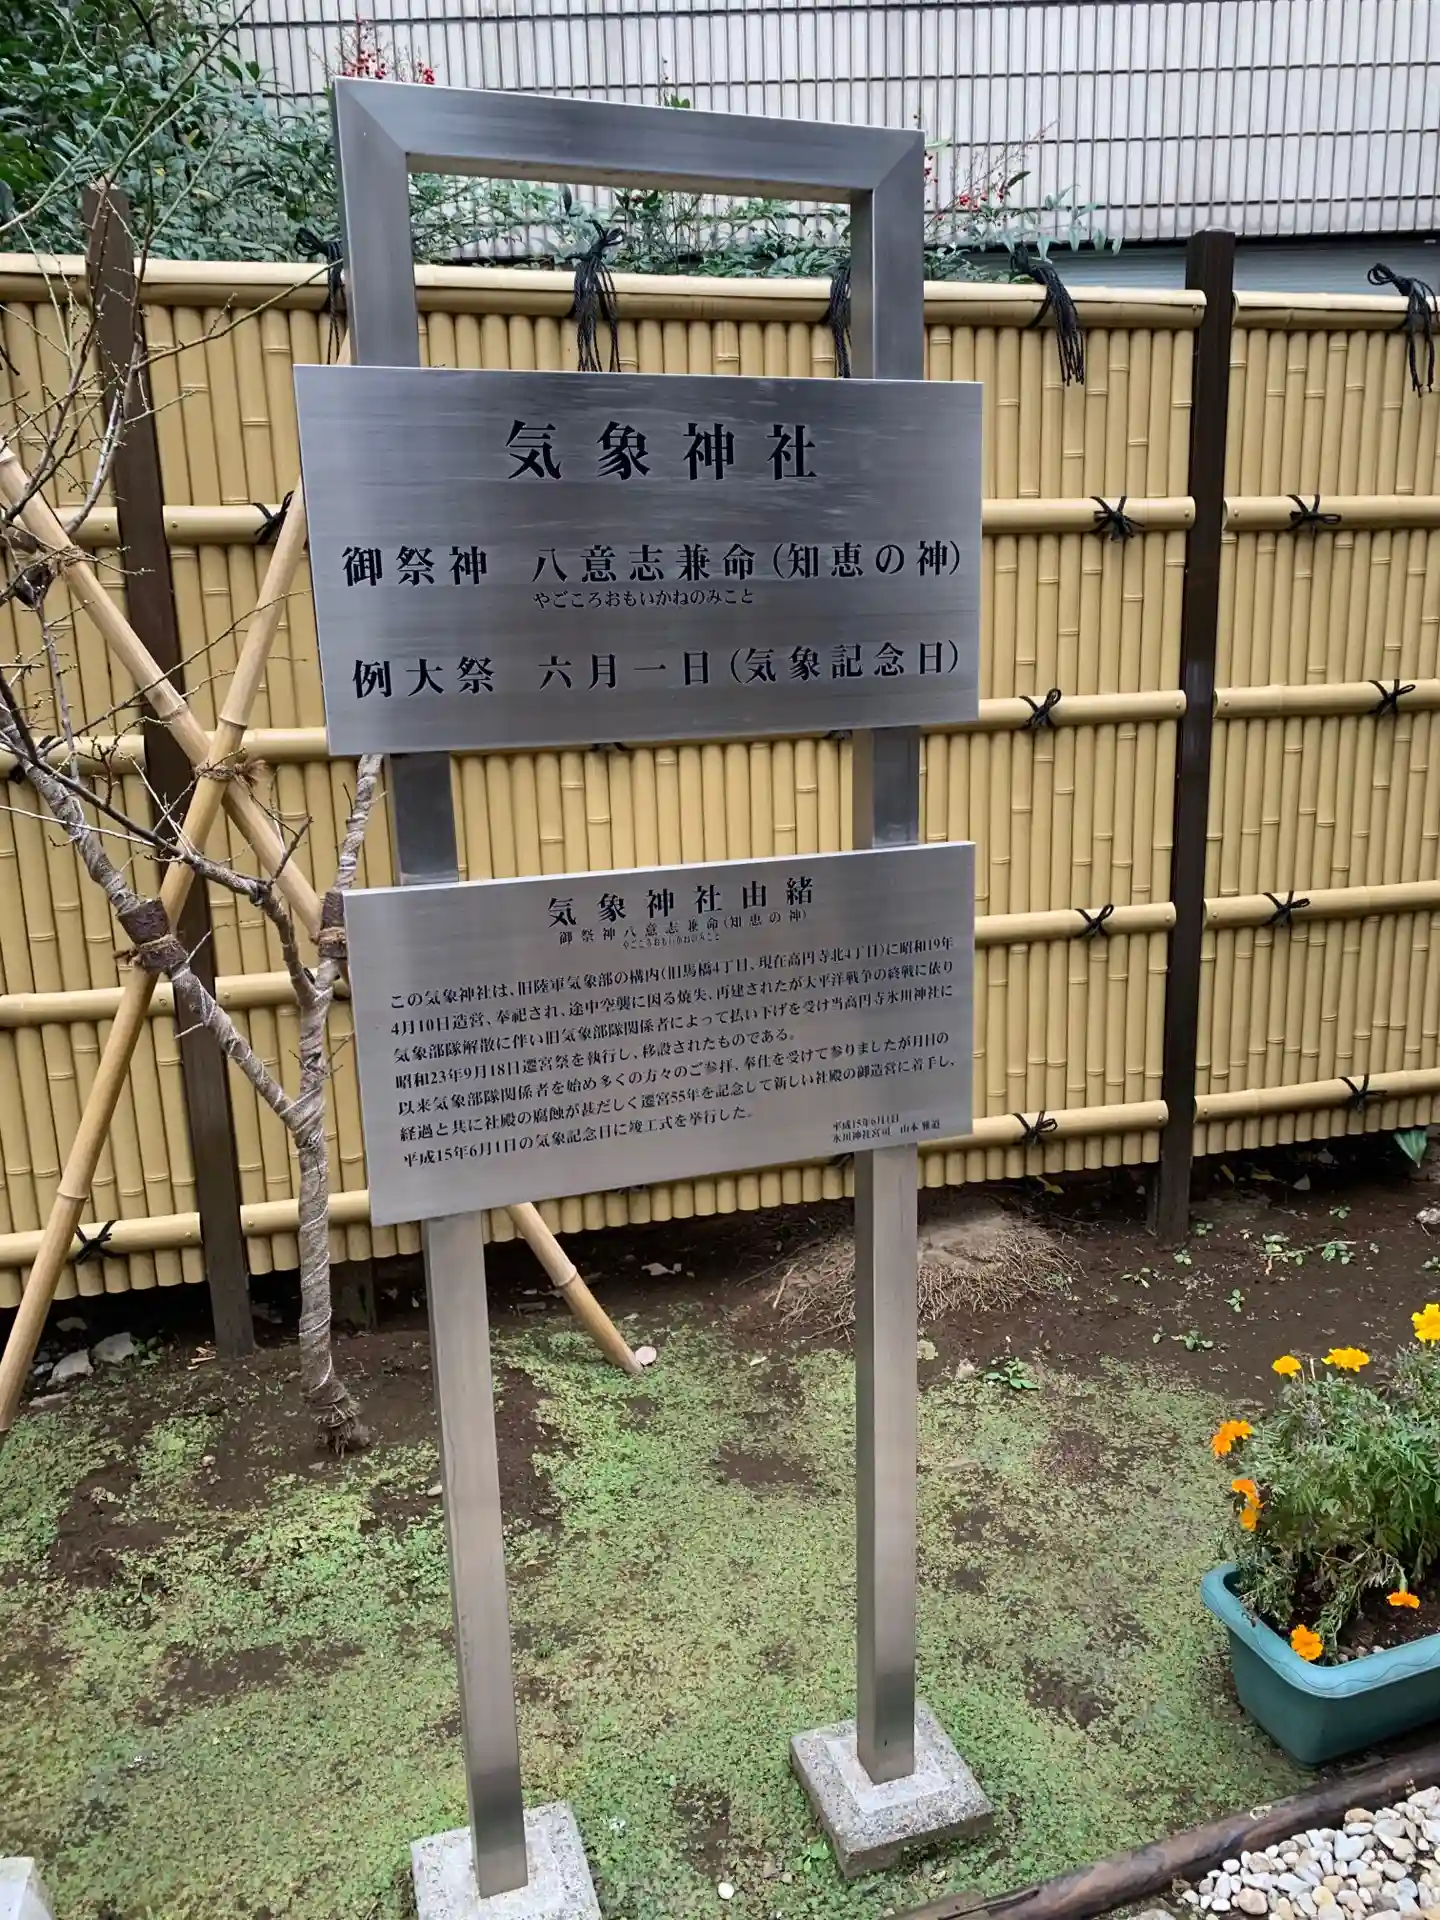 気象神社
御祭神 八意志兼命(知恵の神)
やごころおもいかねのみこと
例大祭 六月一日(気象記念日)
気象神社由緒
御祭神八意志兼命(知恵の神)
やごころおもいかねのみこと
この気象神社は、旧陸軍気象部の構内(旧馬橋4丁目、現在高円寺北4丁目)に昭和19年
4月10日造営、奉祀され、途中空襲に因る焼失、再建されたが太平洋戦争の終戦に依り
気象部隊解散に伴い旧気象部隊関係者によって払い下げを受け当高円寺氷川神社に
昭和23年9月18日遷宮祭を執行し、移設されたものである。
以来気象部隊関係者を始め多くの方々のご参拝、奉仕を受けて参りましたが月日の
経過と共に社殿の腐蝕が甚だしく遷宮55年を記念して新しい社殿の御造営に着手し、
平成15年6月1日の気象記念日に竣工式を挙行した。
平成15年6月1日
氷川神社宮司 山本 雅道